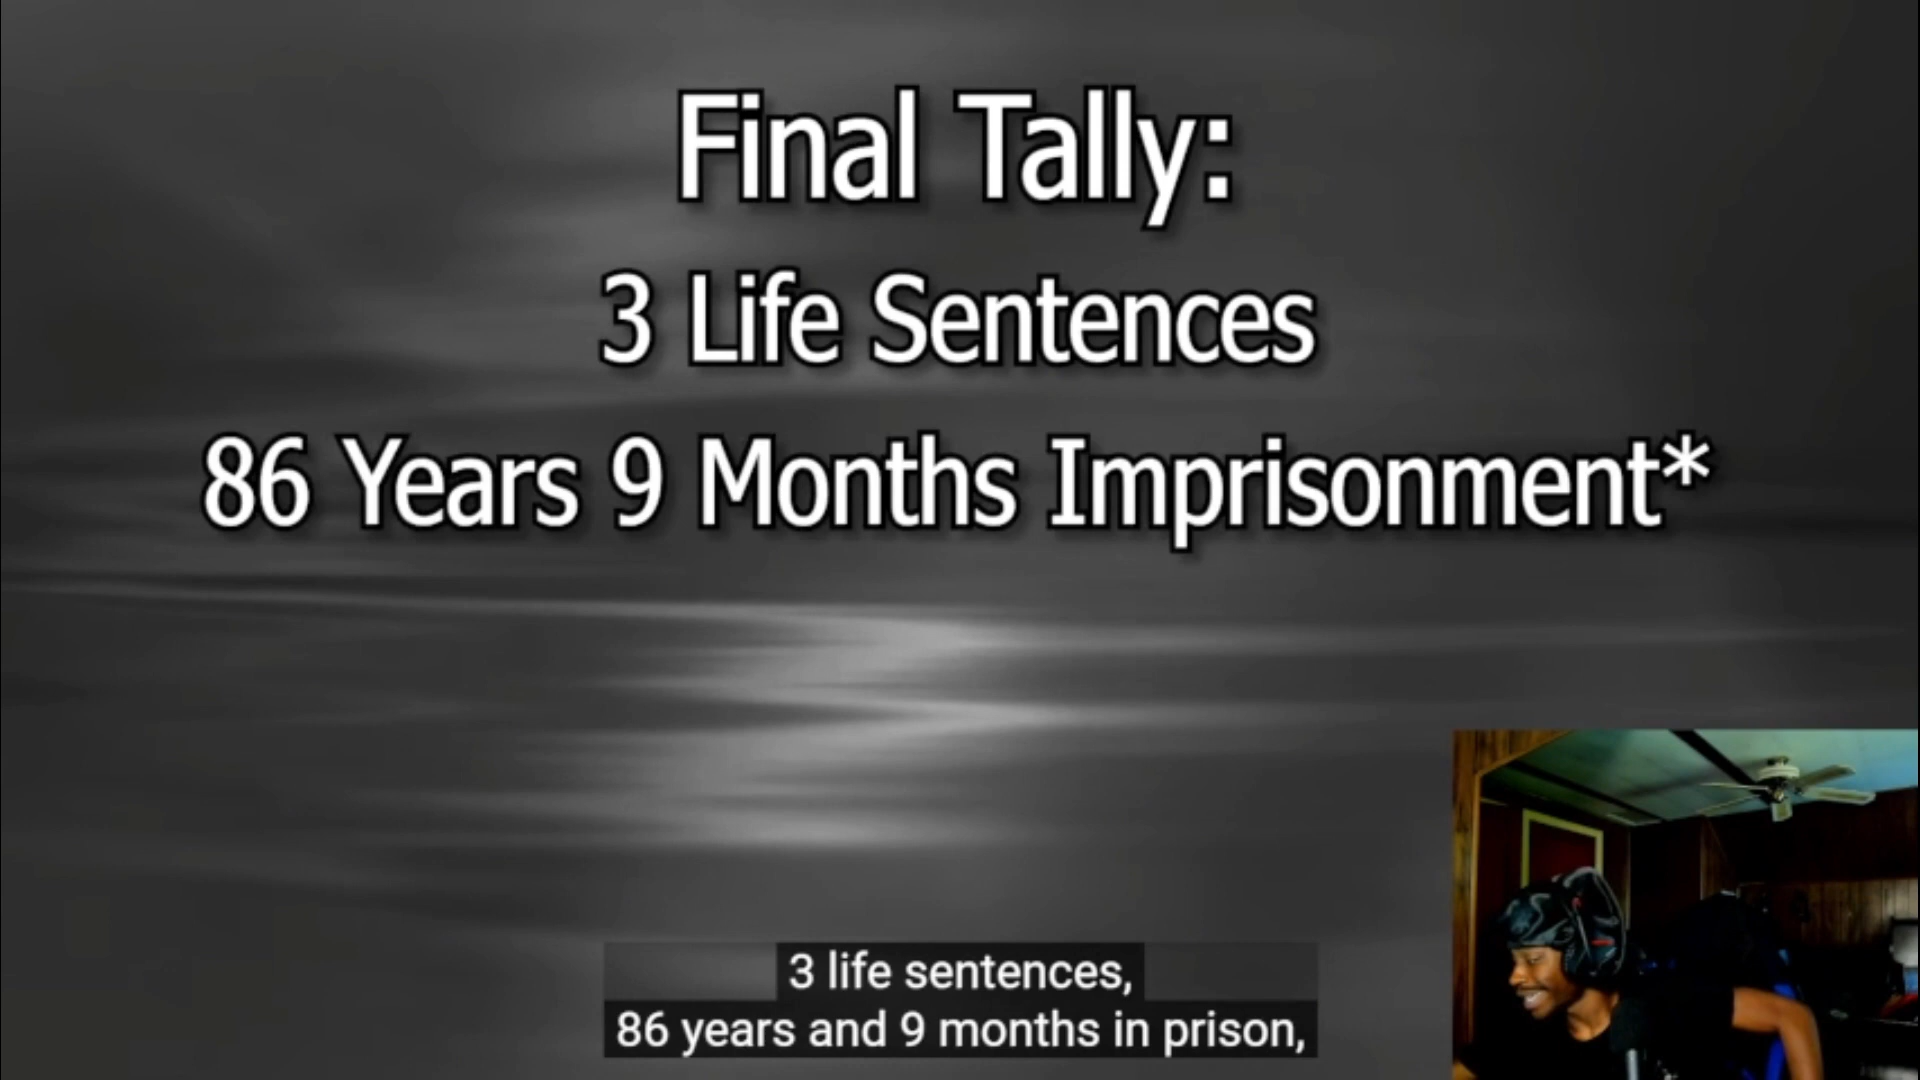 Final Tally:
3 Life Sentences
86 Years 9 Months Imprisonment*
3 life sentences,
86 years and 9 months in prison,